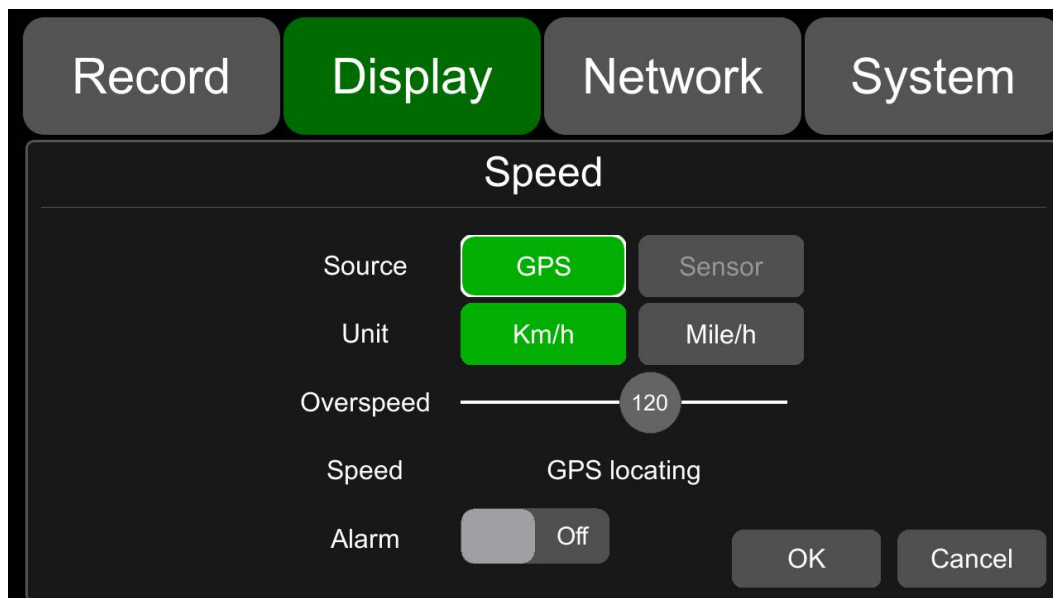 Record Display Network System
Speed
Source GPS Sensor
Unit Km/h Mile/h
Overspeed 120
Speed GPS locating
Alarm Off
OK Cancel